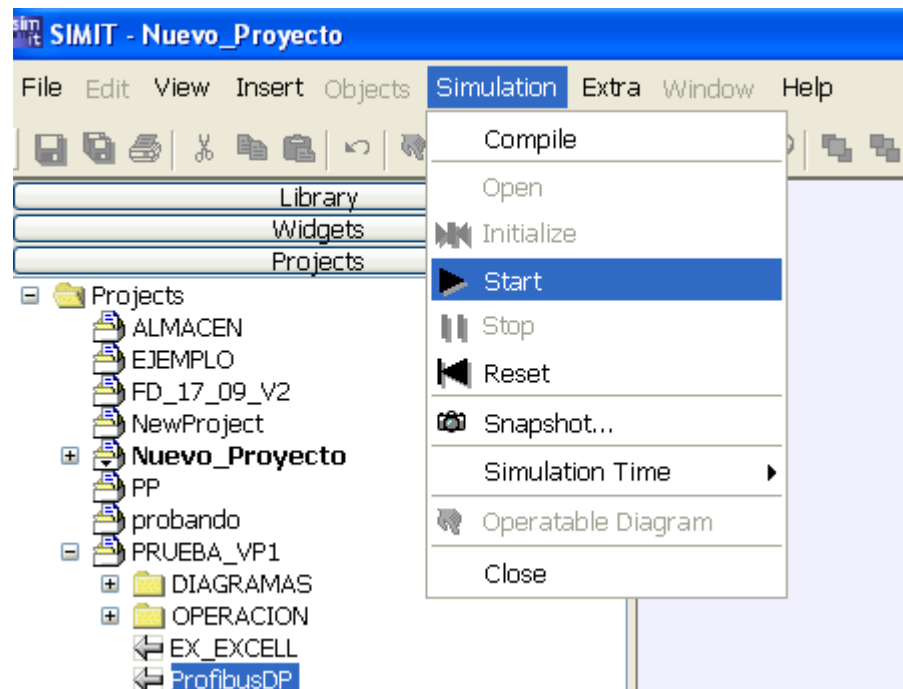 sim it SIMIT - Nuevo_Proyecto
File Edit View Insert Objects Simulation Extra Window Help
Library
Widgets
Projects
Projects
ALMACEN
EJEMPLO
FD_17_09_V2
NewProject
Nuevo_Proyecto
PP
probando
PRUEBA_VP1
DIAGRAMAS
OPERACION
EX_EXCELL
ProfibusDP
Compile
Open
Initialize
Start
Stop
Reset
Snapshot...
Simulation Time
Operatable Diagram
Close